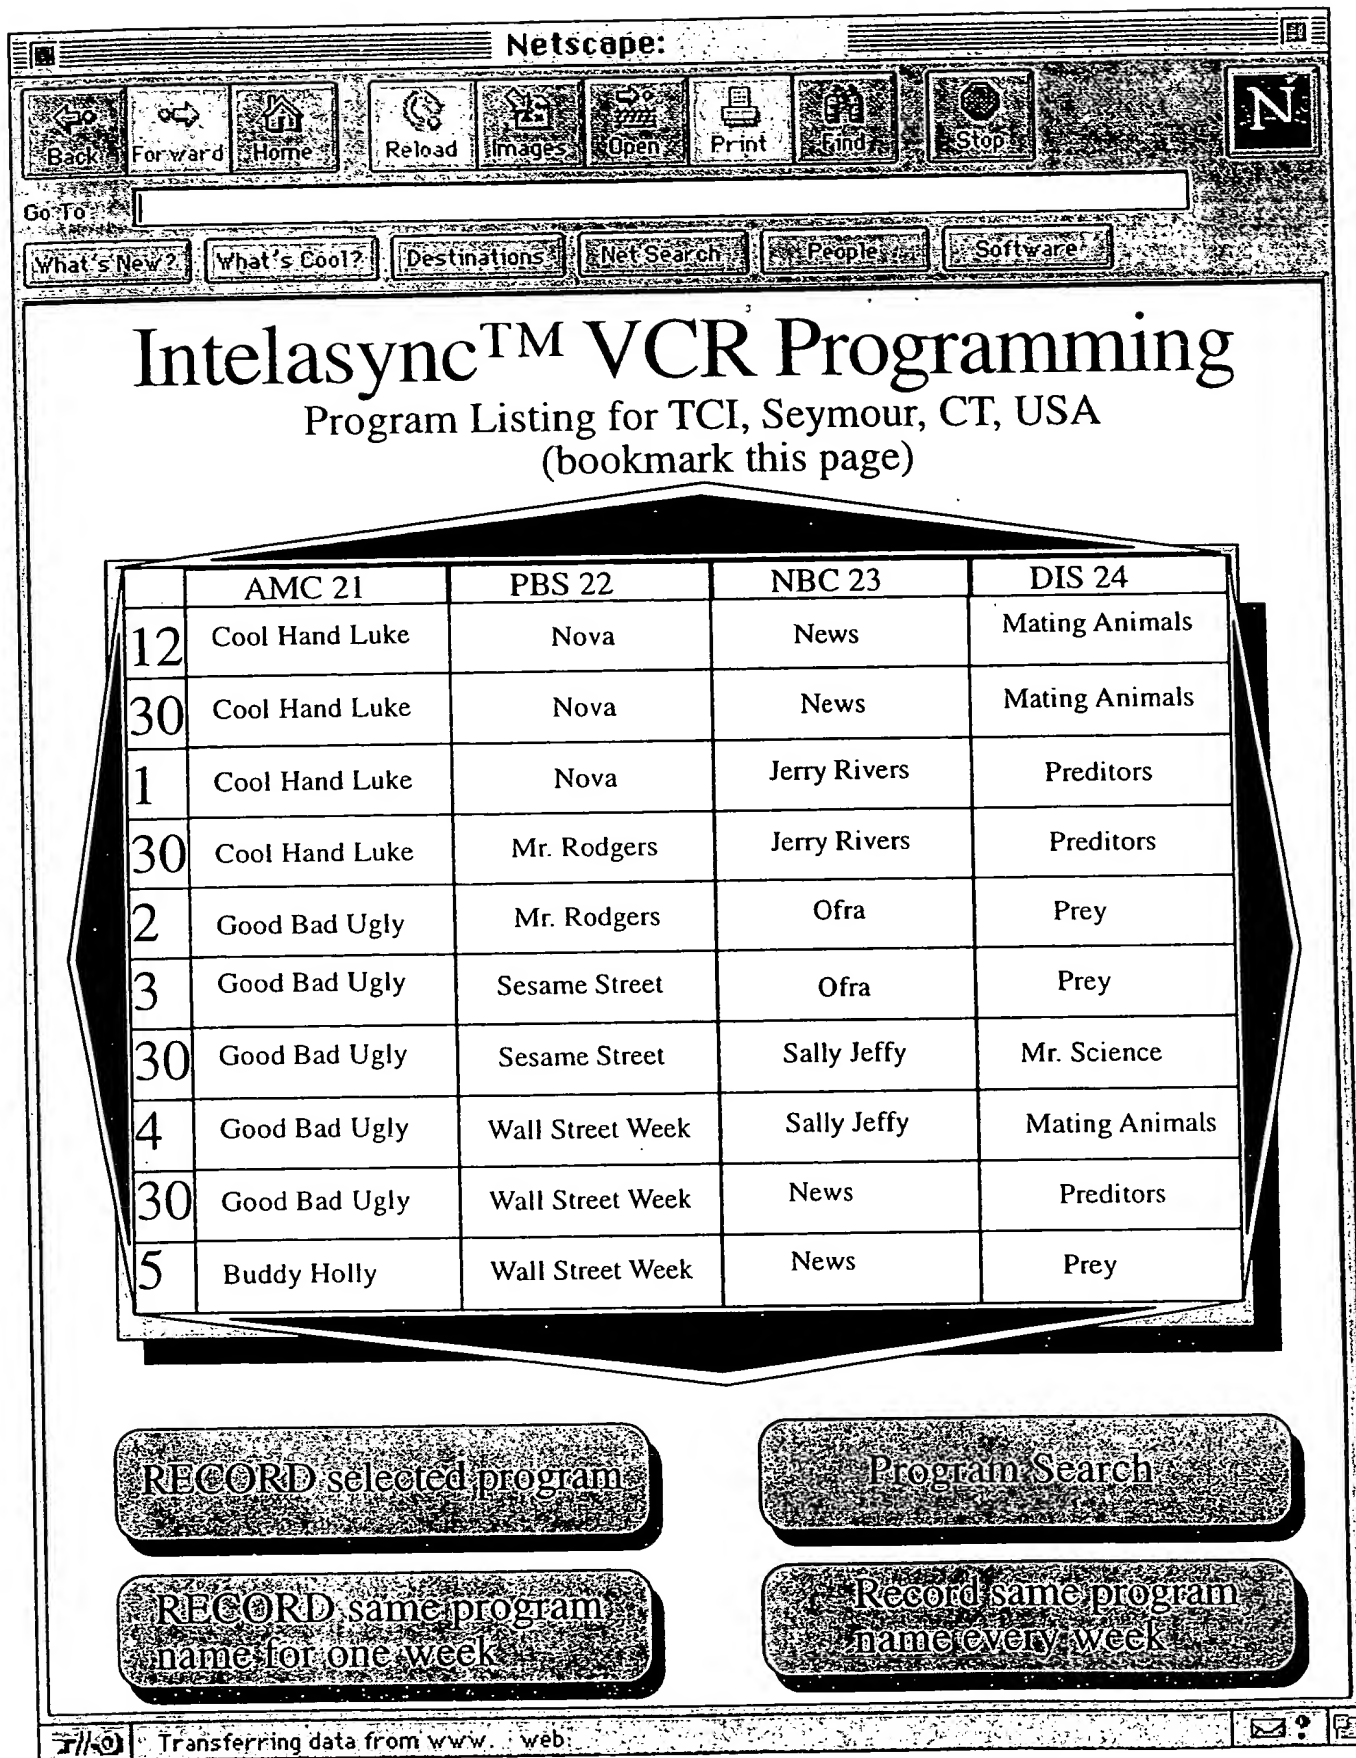 Netscape:
Back Forward Home Reload Images Open Print Find Stop N
Go To
What's New? What's Cool? Destinations Net Search People Software
Intelasync™ VCR Programming
Program Listing for TCI, Seymour, CT, USA
(bookmark this page)
AMC 21 PBS 22 NBC 23 DIS 24
12 Cool Hand Luke Nova News Mating Animals
30 Cool Hand Luke Nova News Mating Animals
1 Cool Hand Luke Nova Jerry Rivers Preditors
30 Cool Hand Luke Mr. Rodgers Jerry Rivers Preditors
2 Good Bad Ugly Mr. Rodgers Ofra Prey
3 Good Bad Ugly Sesame Street Ofra Prey
30 Good Bad Ugly Sesame Street Sally Jeffy Mr. Science
4 Good Bad Ugly Wall Street Week Sally Jeffy Mating Animals
30 Good Bad Ugly Wall Street Week News Preditors
5 Buddy Holly Wall Street Week News Prey
RECORD selected program Program Search
RECORD same program Record same program
name for one week name every week
Transferring data from www. web.